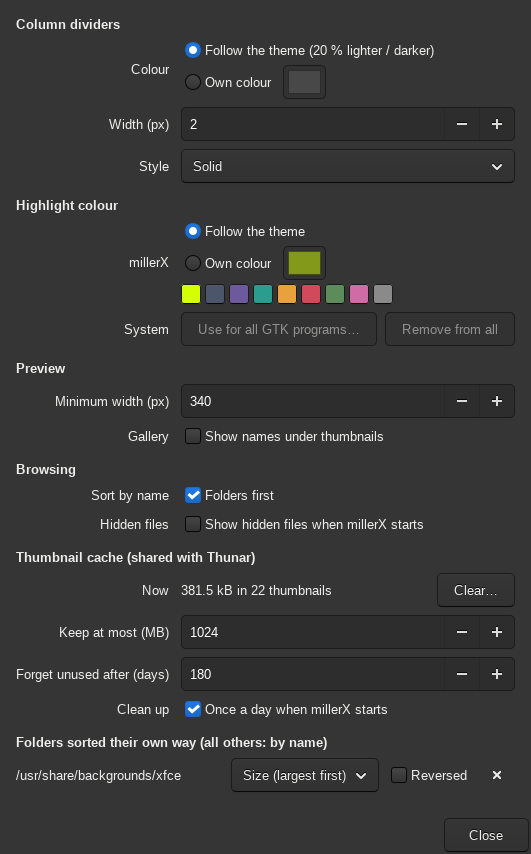 Column dividers
Colour
Follow the theme (20 % lighter / darker)
Own colour
Width (px) 2
Style Solid
Highlight colour
millerX
Follow the theme
Own colour
System Use for all GTK programs… Remove from all
Preview
Minimum width (px) 340
Gallery Show names under thumbnails
Browsing
Sort by name Folders first
Hidden files Show hidden files when millerX starts
Thumbnail cache (shared with Thunar)
Now 381.5 kB in 22 thumbnails Clear…
Keep at most (MB) 1024
Forget unused after (days) 180
Clean up Once a day when millerX starts
Folders sorted their own way (all others: by name)
/usr/share/backgrounds/xfce Size (largest first) Reversed
Close